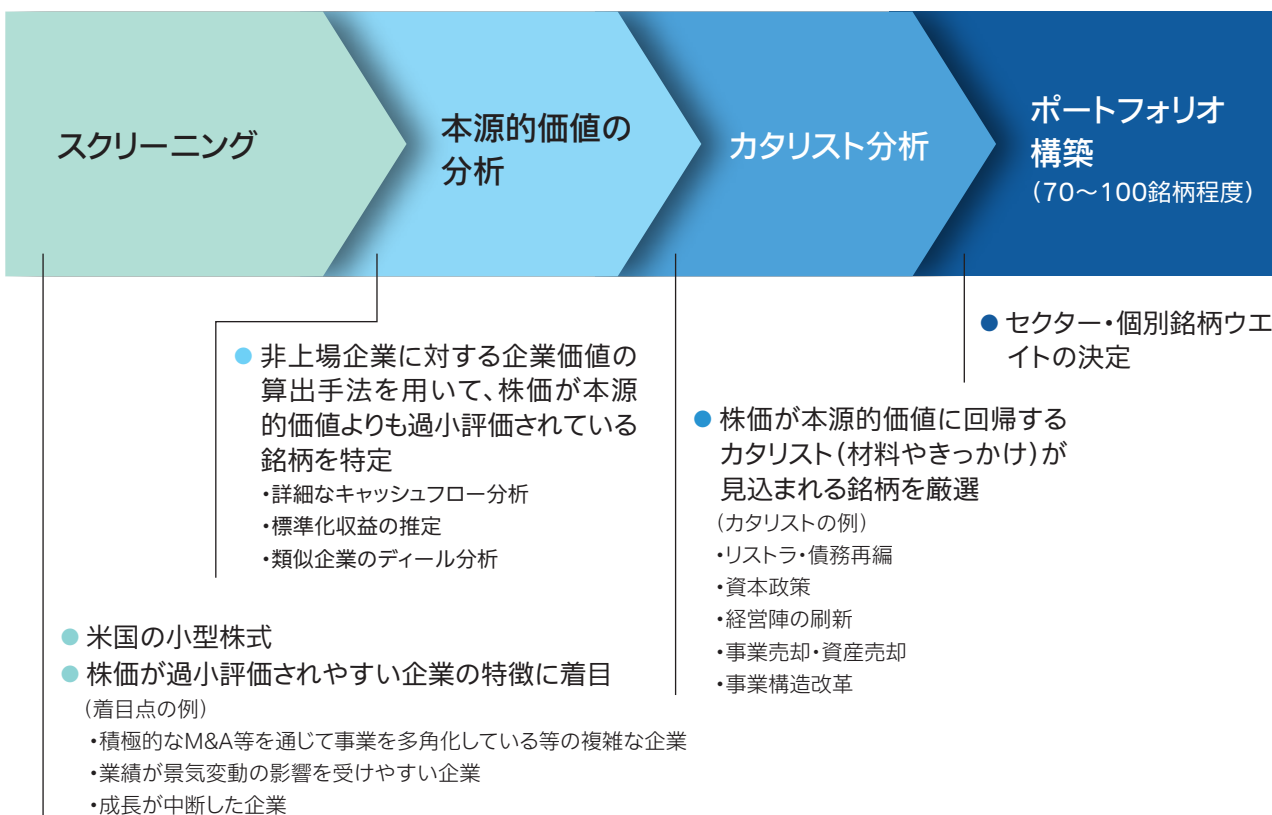 スクリーニング
本源的価値の
分析
カタリスト分析
ポートフォリオ
構築
(70～100銘柄程度)
● セクター・個別銘柄ウエ
イトの決定
● 非上場企業に対する企業価値の
算出手法を用いて、株価が本源
的価値よりも過小評価されている
銘柄を特定
・詳細なキャッシュフロー分析
・標準化収益の推定
・類似企業のディール分析
● 株価が本源的価値に回帰する
カタリスト(材料やきっかけ)が
見込まれる銘柄を厳選
(カタリストの例)
・リストラ・債務再編
・資本政策
・経営陣の刷新
・事業売却・資産売却
・事業構造改革
● 米国の小型株式
● 株価が過小評価されやすい企業の特徴に着目
(着目点の例)
・積極的なM&A等を通じて事業を多角化している等の複雑な企業
・業績が景気変動の影響を受けやすい企業
・成長が中断した企業